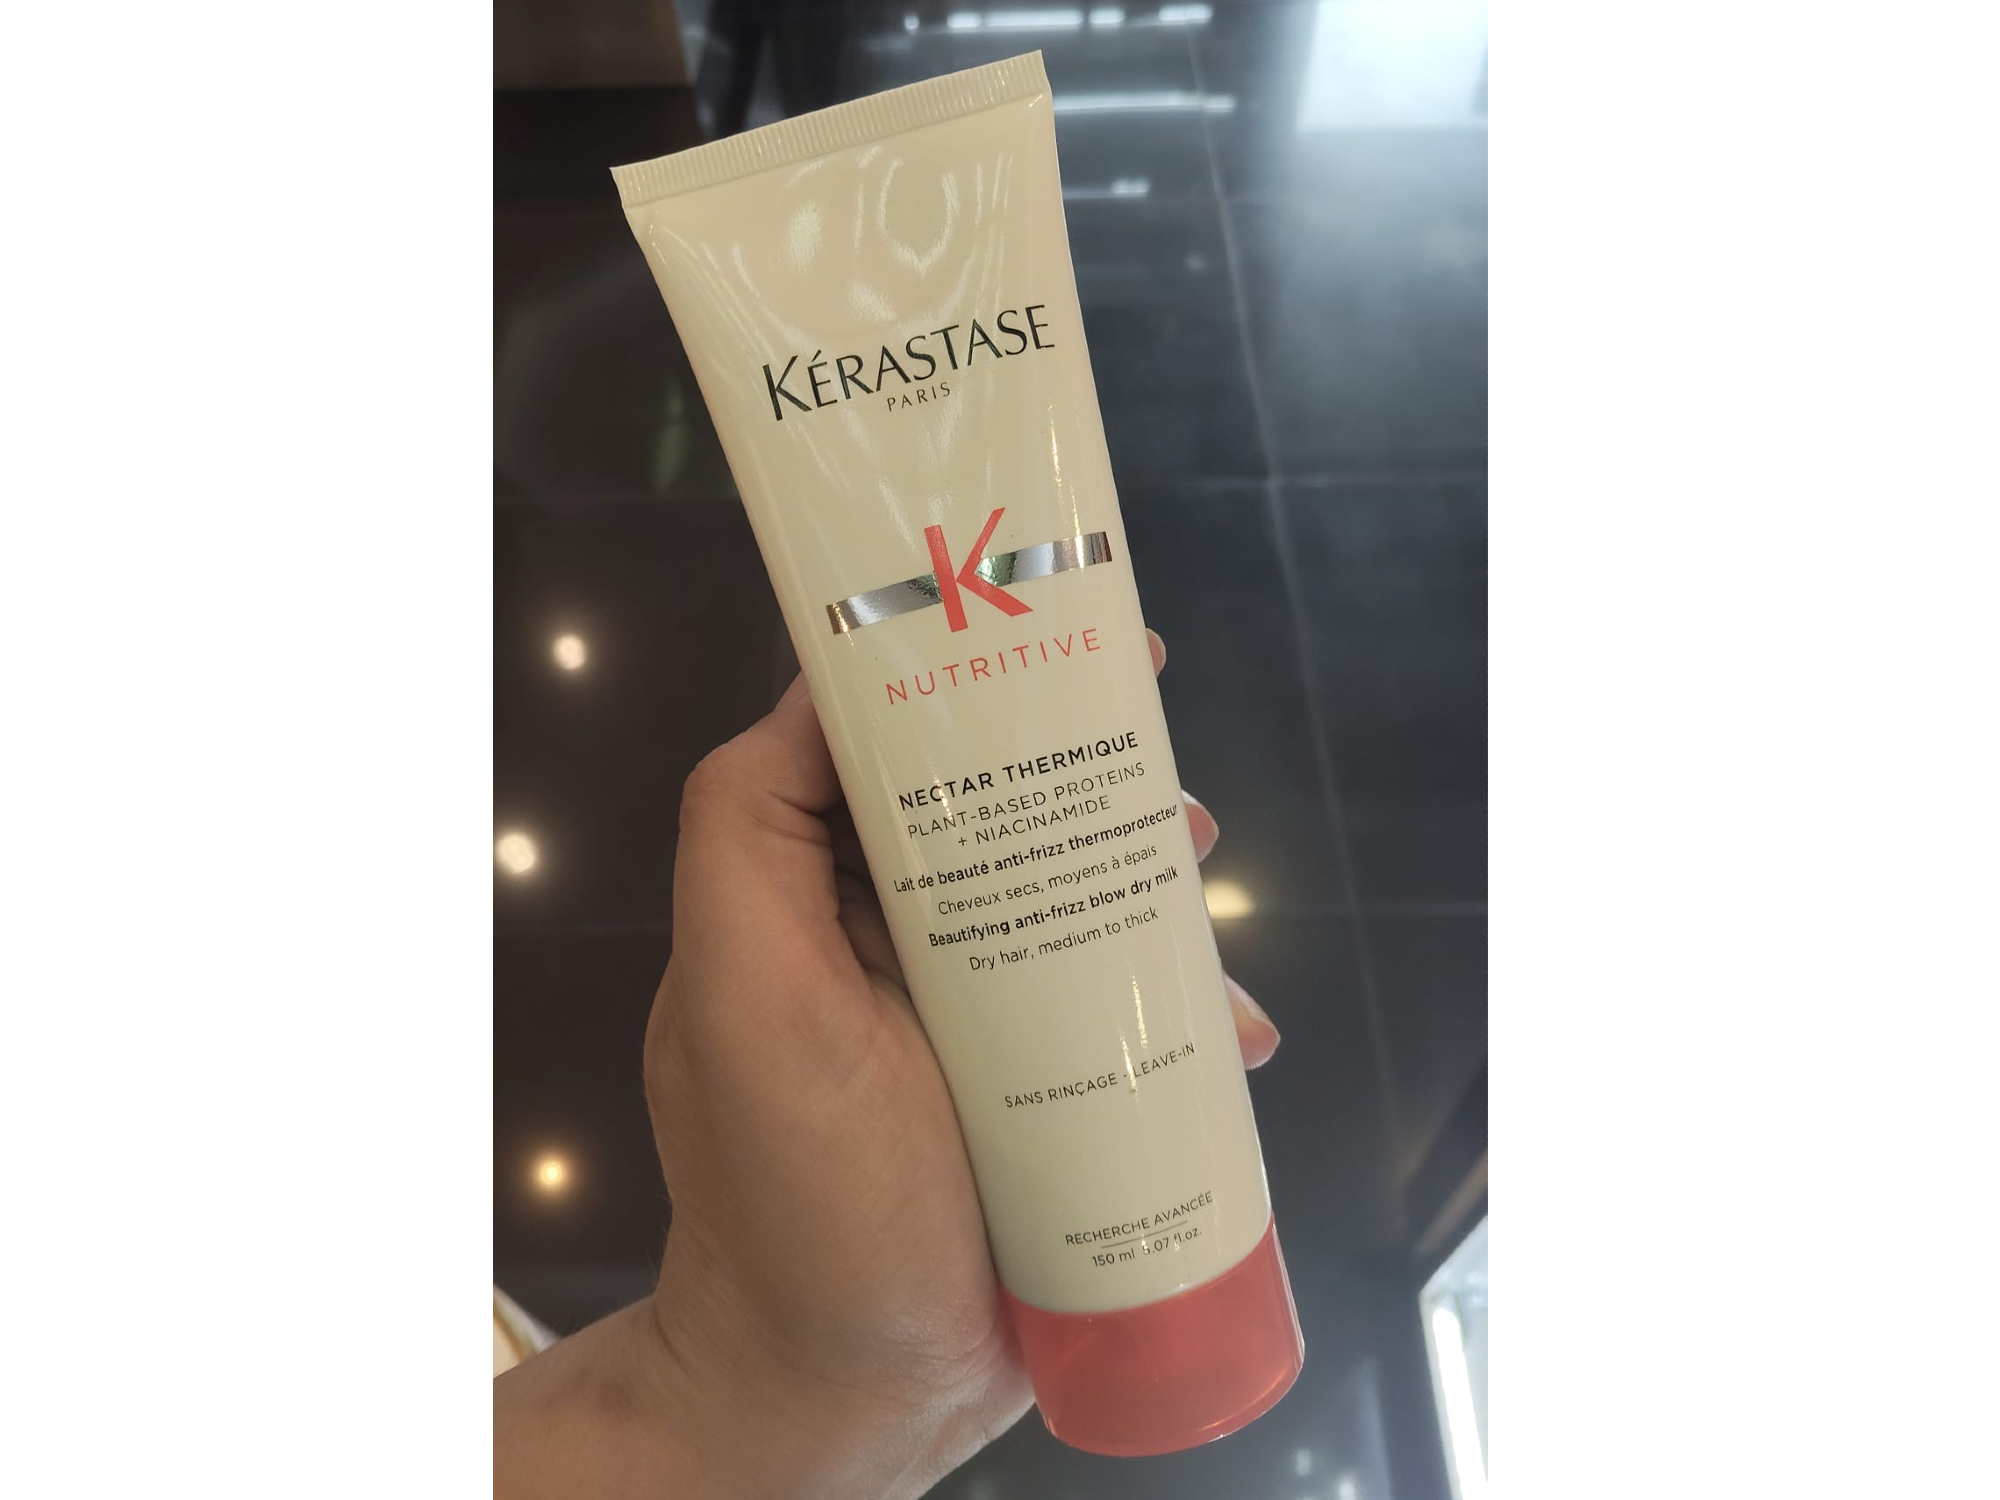 KÉRASTASE
PARIS
K
NUTRITIVE
NECTAR THERMIQUE
PLANT-BASED PROTEINS
+ NIACINAMIDE
Lait de beauté anti-frizz thermoprotecteur
Cheveux secs, moyens à épais
Beautifying anti-frizz blow dry milk
Dry hair, medium to thick
SANS RINÇAGE - LEAVE-IN
RECHERCHE AVANCÉE
150 ml 5.07 fl.oz.